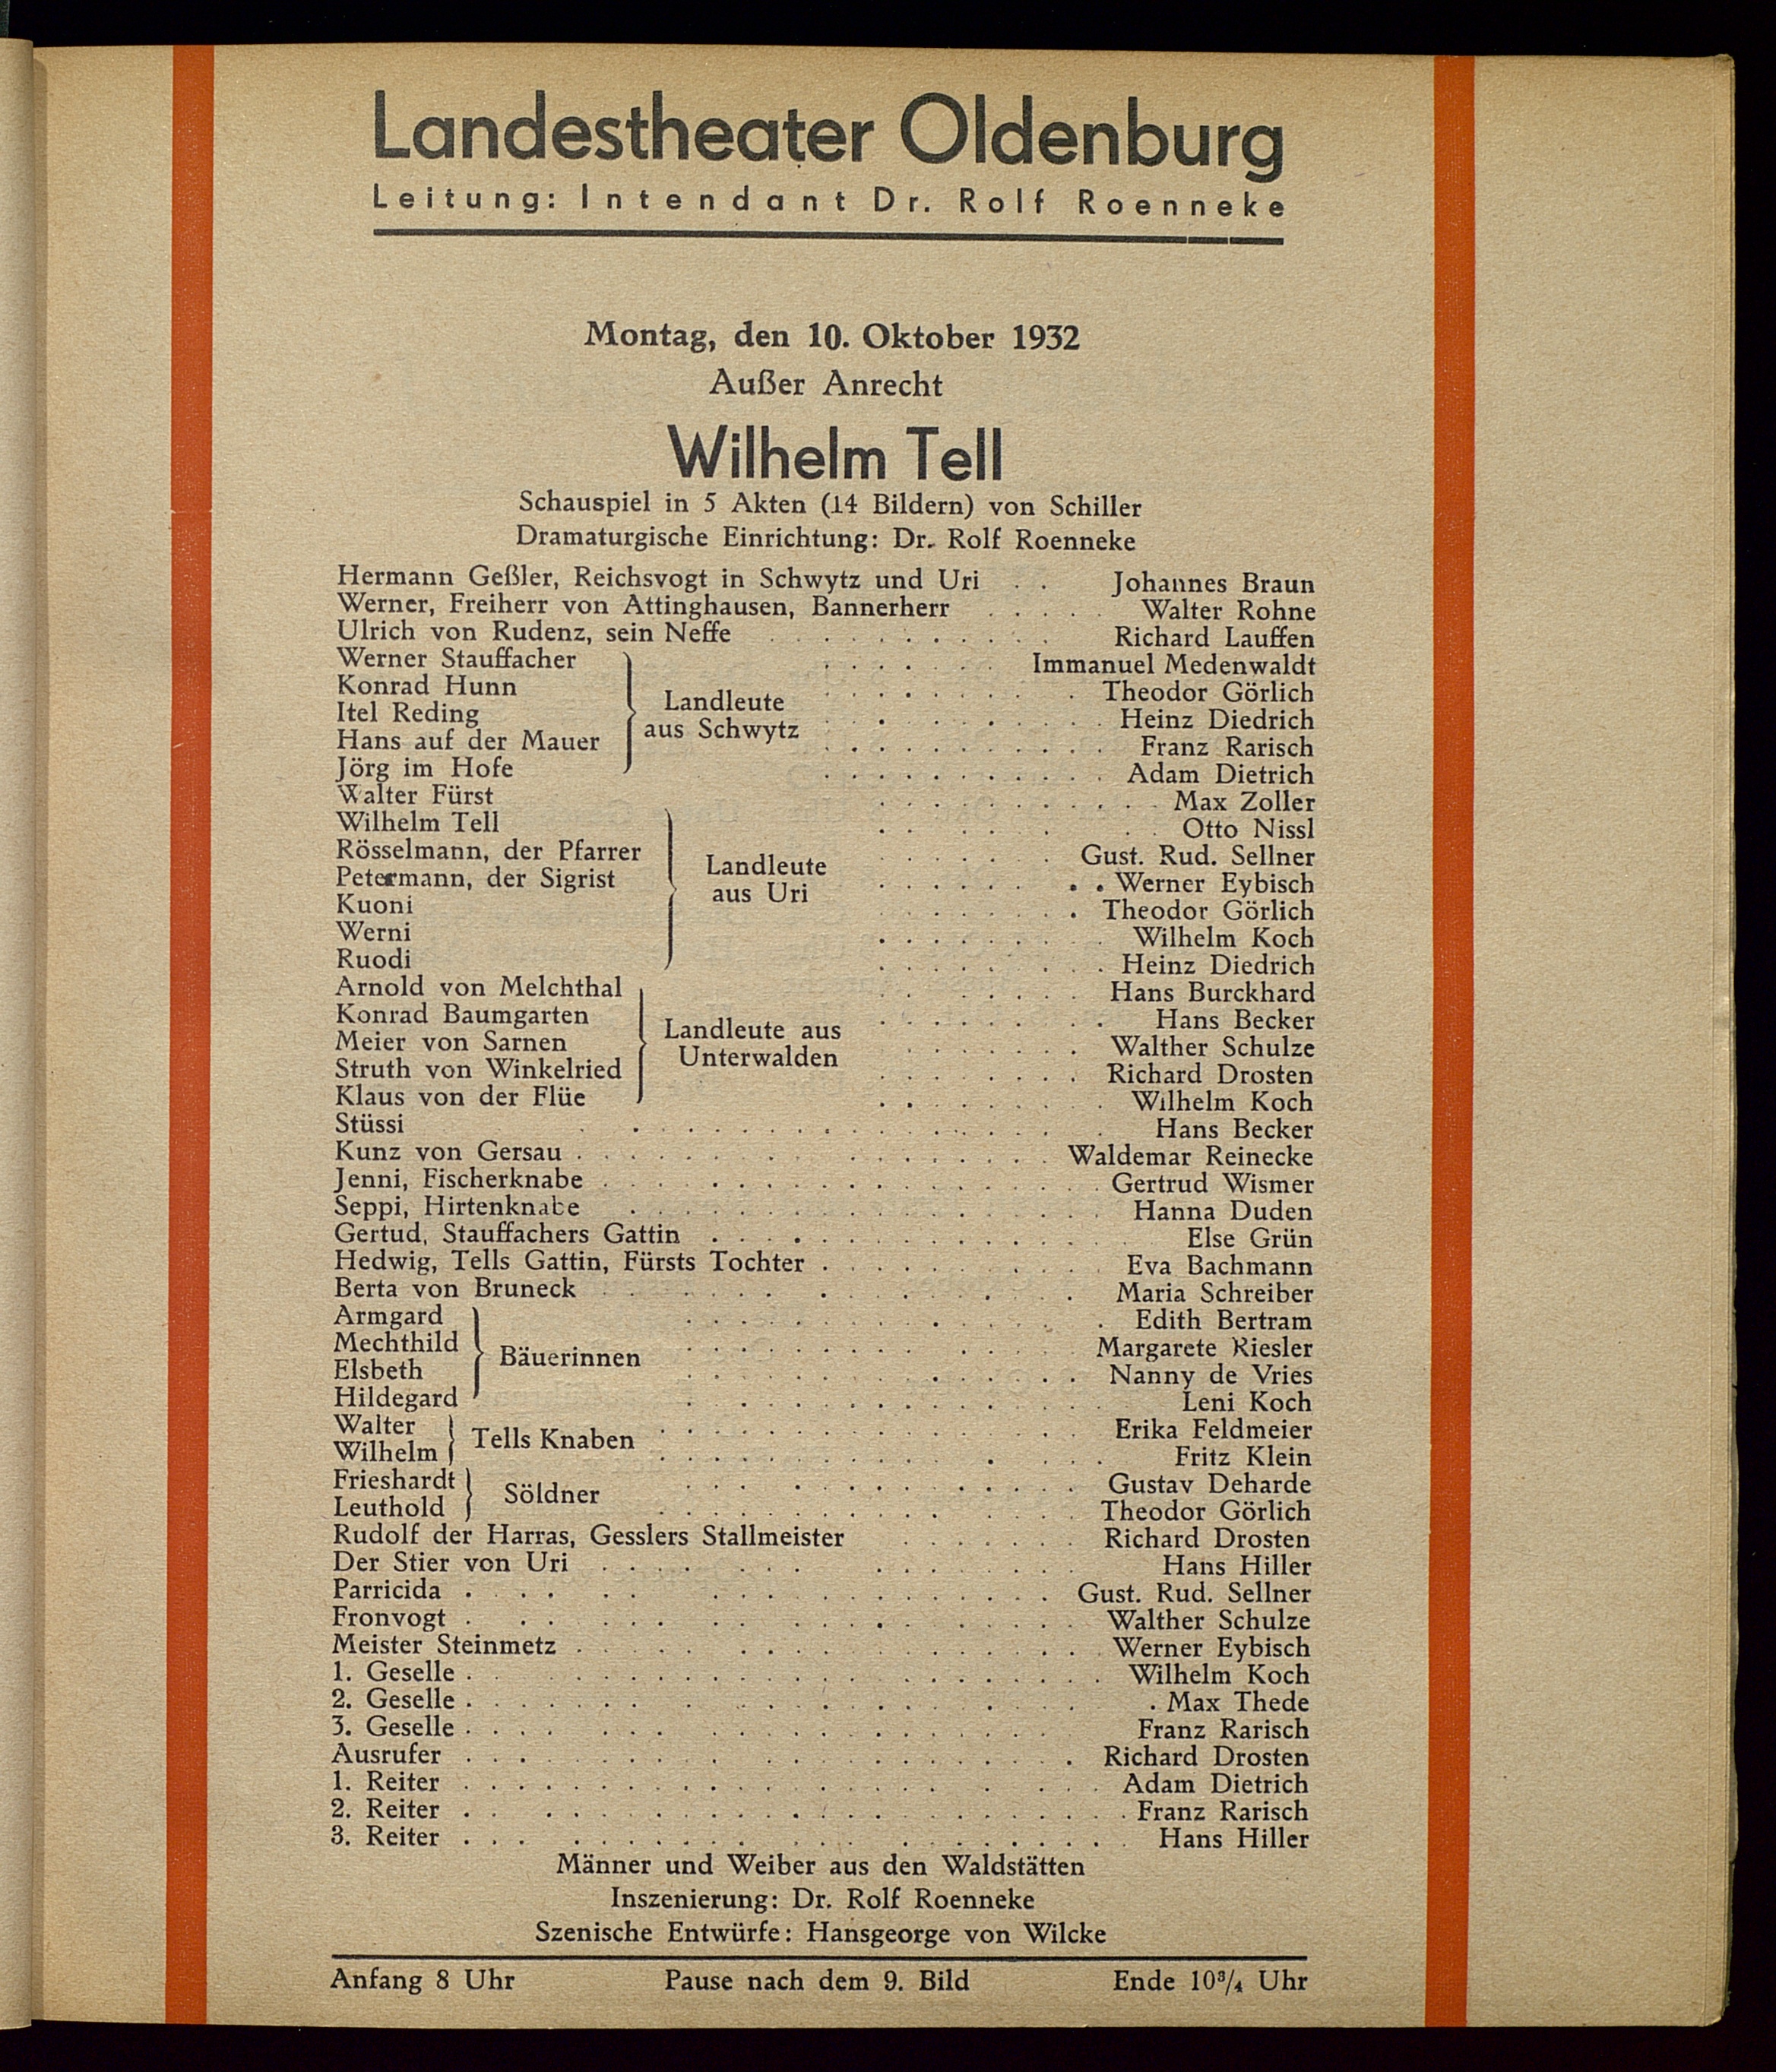 Landestheater Oldenburg
Leitung: Intendant Dr. Rolf Roenneke
Montag, den 10. Oktober 1932
Außer Anrecht
Wilhelm Tell
Schauspiel in 5 Akten (14 Bildern) von Schiller
Dramaturgische Einrichtung: Dr. Rolf Roenneke
Hermann Geßler, Reichsvogt in Schwytz und Uri . . Johannes Braun
Werner, Freiherr von Attinghausen, Bannerherr . . . . . Walter Rohne
Ulrich von Rudenz, sein Neffe . . . . . . . . . . Richard Lauffen
Werner Stauffacher . . . . . . . Immanuel Medenwaldt
Konrad Hunn . . . . . . . . . . Theodor Görlich
Landleute
Itel Reding . . . . . . . . . . . Heinz Diedrich
aus Schwytz
Hans auf der Mauer . . . . . . . . . . . Franz Rarisch
Jörg im Hofe . . . . . . . . . . . Adam Dietrich
Walter Fürst . . . . . . . . . . . Max Zoller
Wilhelm Tell . . . . . . . . . Otto Nissl
Rösselmann, der Pfarrer . . . . . . . Gust. Rud. Sellner
Landleute
Petermann, der Sigrist . . . . . . . . Werner Eybisch
aus Uri
Kuoni . . . . . . . . Theodor Görlich
Werni . . . . . . . . . Wilhelm Koch
Ruodi . . . . . . . . . Heinz Diedrich
Arnold von Melchthal . . . . . . . . Hans Burckhard
Konrad Baumgarten . . . . . . . . . Hans Becker
Landleute aus
Meier von Sarnen . . . . . . . Walther Schulze
Unterwalden
Struth von Winkelried . . . . . . . Richard Drosten
Klaus von der Flüe . . . . . . . . . Wilhelm Koch
Stüssi . . . . . . . . . . . . . . . . . . Hans Becker
Kunz von Gersau . . . . . . . . . . . . . . . . . . Waldemar Reinecke
Jenni, Fischerknabe . . . . . . . . . . . . . . . . . . . Gertrud Wismer
Seppi, Hirtenknabe . . . . . . . . . . . . . . . . . . Hanna Duden
Gertud, Stauffachers Gattin . . . . . . . . . . . . . . . . Else Grün
Hedwig, Tells Gattin, Fürsts Tochter . . . . . . . . . . . Eva Bachmann
Berta von Bruneck . . . . . . . . . . . . . . . . . Maria Schreiber
Armgard . . . . . . . . . . . . . . . . Edith Bertram
Mechthild . . . . . . . . . . . . . . Margarete Riesler
Bäuerinnen
Elsbeth . . . . . . . . . . . . . . . Nanny de Vries
Hildegard . . . . . . . . . . . . . . . . Leni Koch
Walter . . . . . . . . . . . . . . . . Erika Feldmeier
Tells Knaben
Wilhelm . . . . . . . . . . . . . . . . Fritz Klein
Frieshardt . . . . . . . . . . . . . . Gustav Deharde
Söldner
Leuthold . . . . . . . . . . . . . . . Theodor Görlich
Rudolf der Harras, Gesslers Stallmeister . . . . . . . Richard Drosten
Der Stier von Uri . . . . . . . . . . . . . . . Hans Hiller
Parricida . . . . . . . . . . . . . . . . . . . Gust. Rud. Sellner
Fronvogt . . . . . . . . . . . . . . . . . . . . Walther Schulze
Meister Steinmetz . . . . . . . . . . . . . . . . . . . Werner Eybisch
1. Geselle . . . . . . . . . . . . . . . . . . . . . . Wilhelm Koch
2. Geselle . . . . . . . . . . . . . . . . . . . . . Max Thede
3. Geselle . . . . . . . . . . . . . . . . . . Franz Rarisch
Ausrufer . . . . . . . . . . . . . . . . . . . . . Richard Drosten
1. Reiter . . . . . . . . . . . . . . . . . . . . . Adam Dietrich
2. Reiter . . . . . . . . . . . . . . . . . . . . . . Franz Rarisch
3. Reiter . . . . . . . . . . . . . . . . . . . . . Hans Hiller
Männer und Weiber aus den Waldstätten
Inszenierung: Dr. Rolf Roenneke
Szenische Entwürfe: Hansgeorge von Wilcke
Anfang 8 Uhr Pause nach dem 9. Bild Ende 10³/₄ Uhr